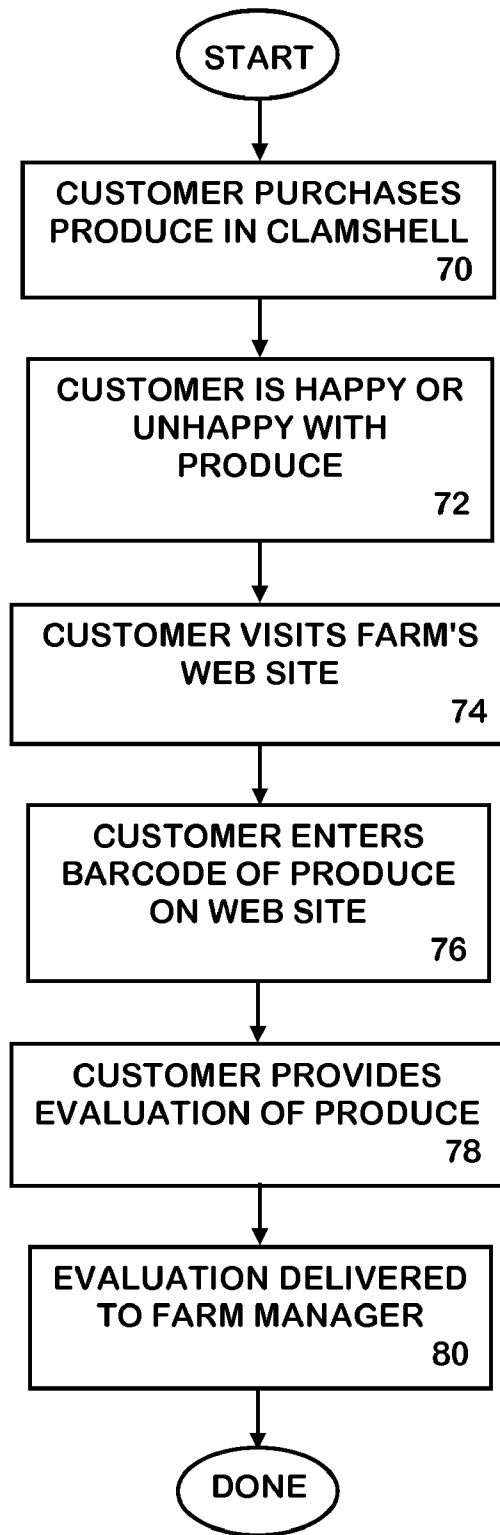 START
CUSTOMER PURCHASES
PRODUCE IN CLAMSHELL
70
CUSTOMER IS HAPPY OR
UNHAPPY WITH
PRODUCE
72
CUSTOMER VISITS FARM'S
WEB SITE
74
CUSTOMER ENTERS
BARCODE OF PRODUCE
ON WEB SITE
76
CUSTOMER PROVIDES
EVALUATION OF PRODUCE
78
EVALUATION DELIVERED
TO FARM MANAGER
80
DONE